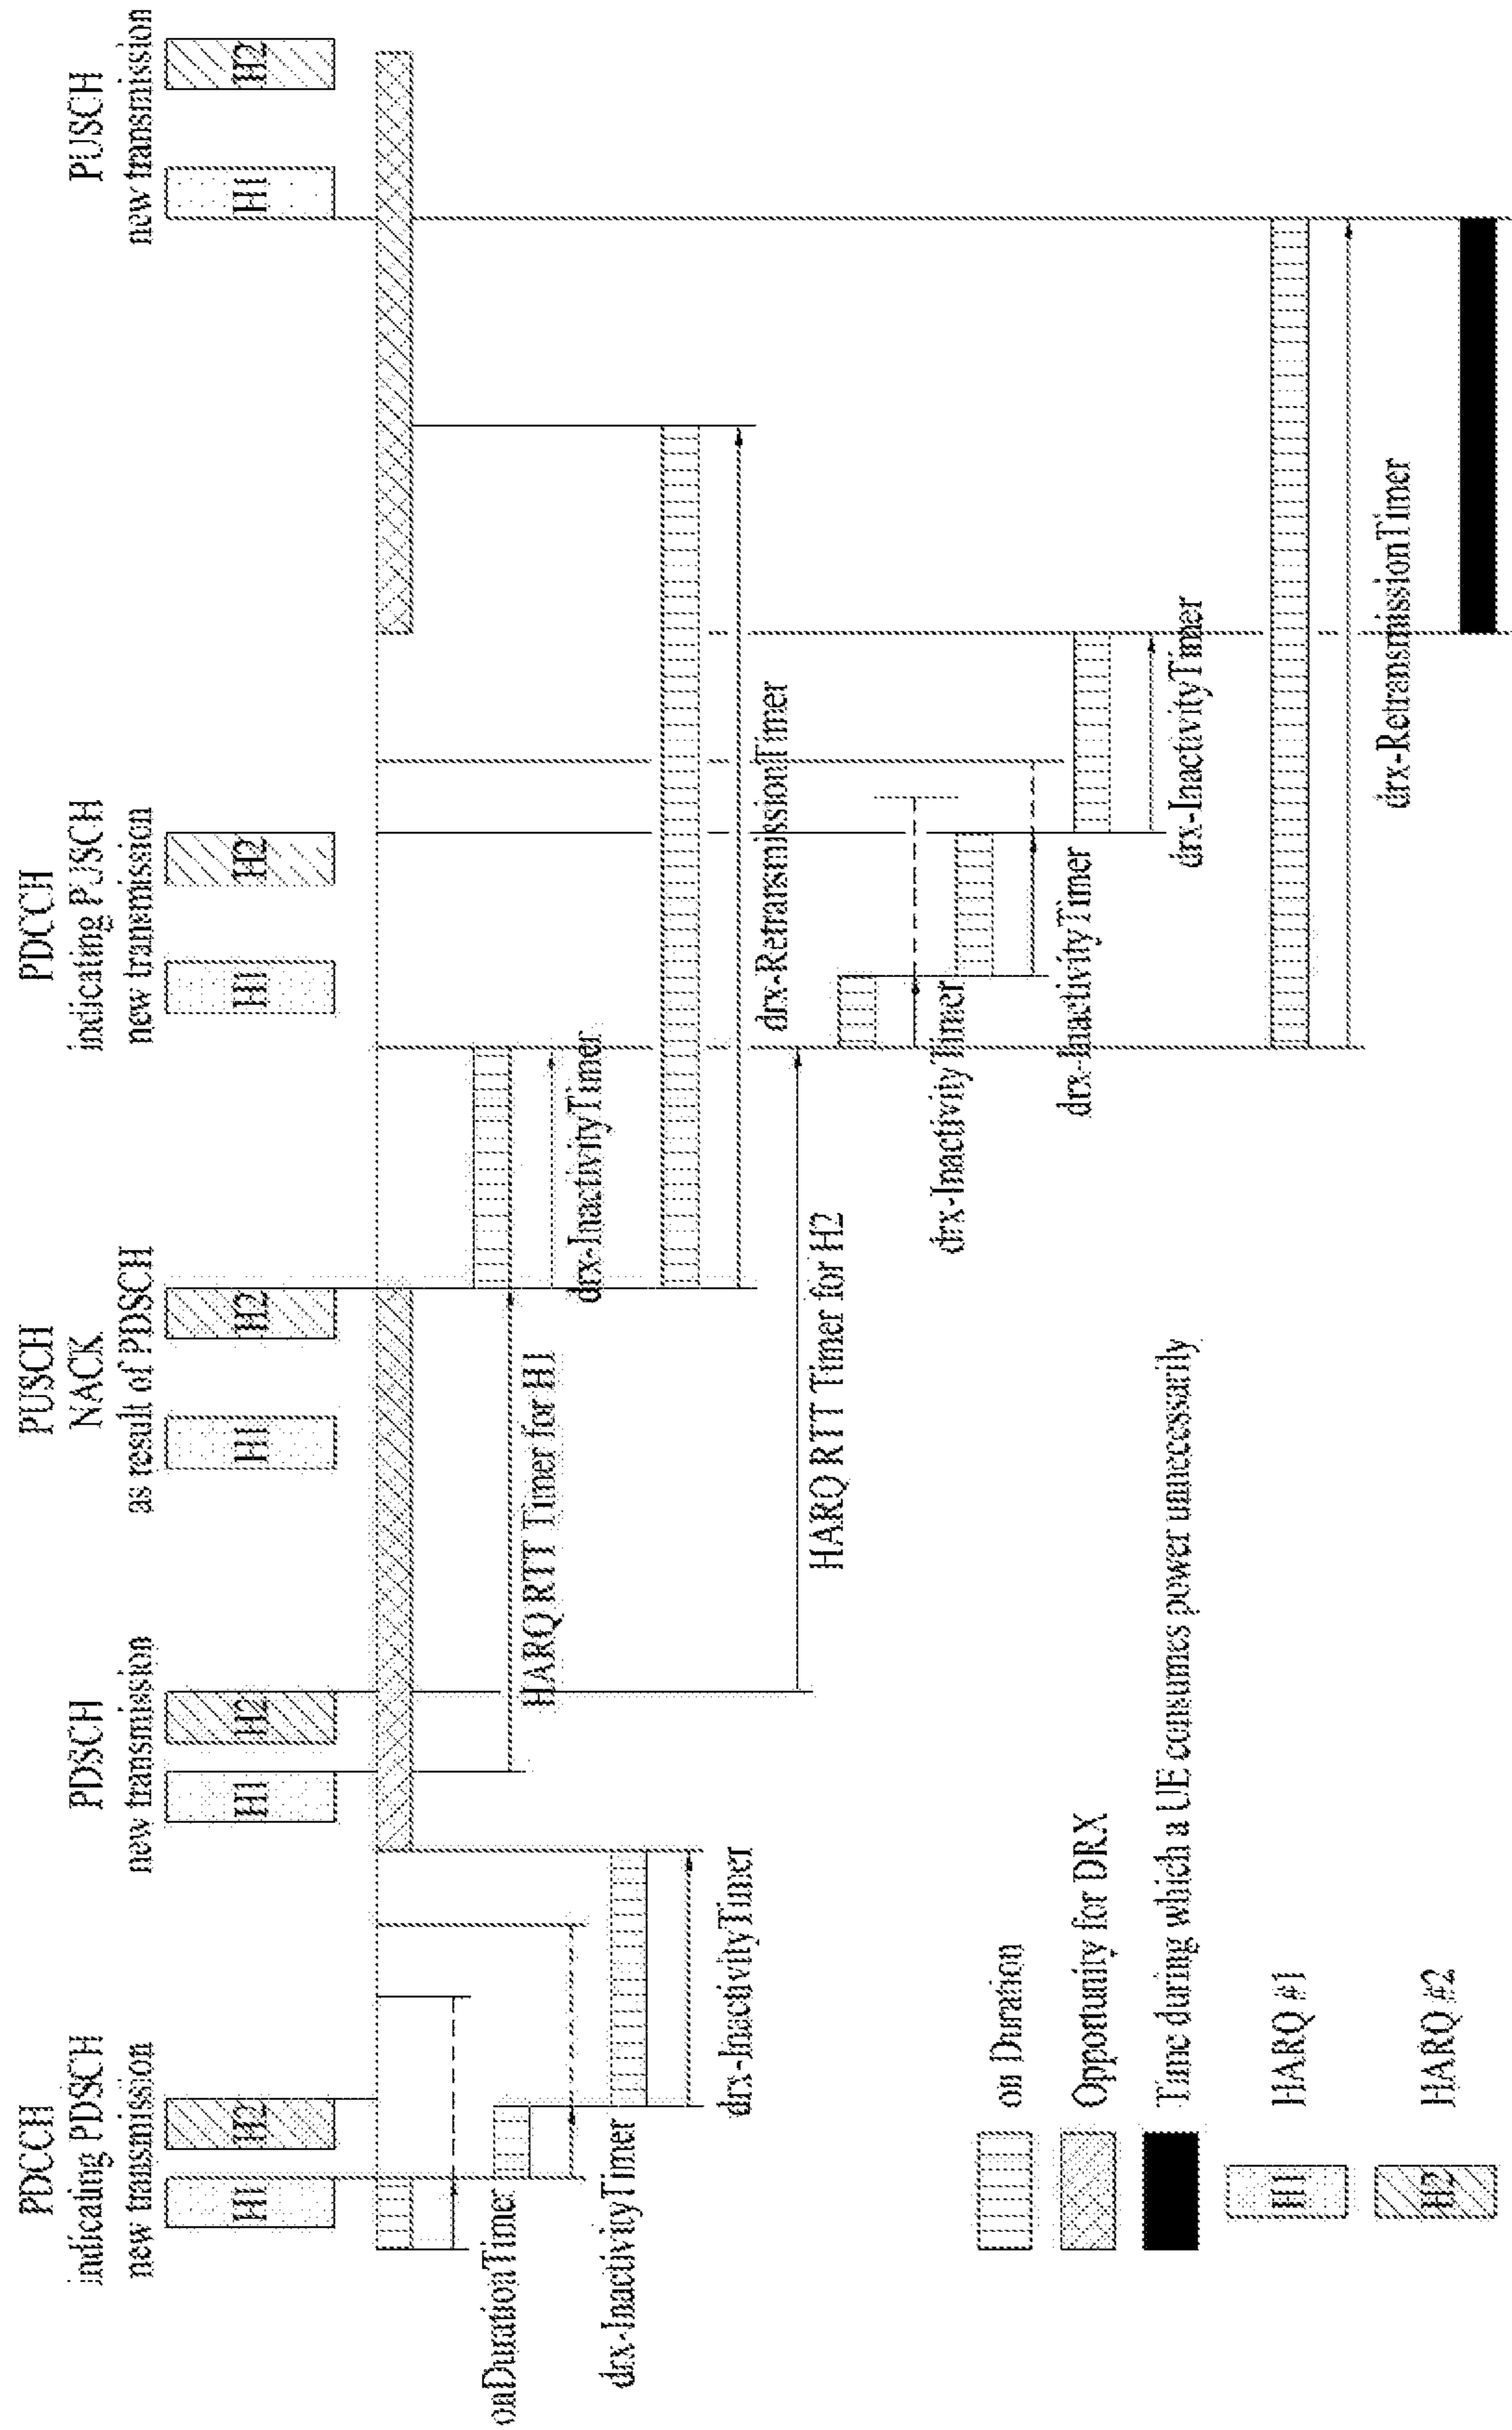 PDCCH
indicating PDSCH
new transmission
H1
H2
PDSCH
new transmission
H1
H2
PUSCH
NACK
as result of PDSCH
H1
H2
PDCCH
indicating PUSCH
new tranmission
H1
H2
PUSCH
new tranmission
H1
H2
onDurationTimer
drx-InactivityTimer
drx-InactivityTimer
HARQ RTT Timer for H1
drx-InactivityTimer
drx-RetransmissionTimer
HARQ RTT Timer for H2
drx-InactivityTimer
drx-InactivityTimer
drx-InactivityTimer
drx-RetransmissionTimer
on Duration
Opportunity for DRX
Time during which a UE consumes power unnecessarily
H1 HARQ #1
H2 HARQ #2